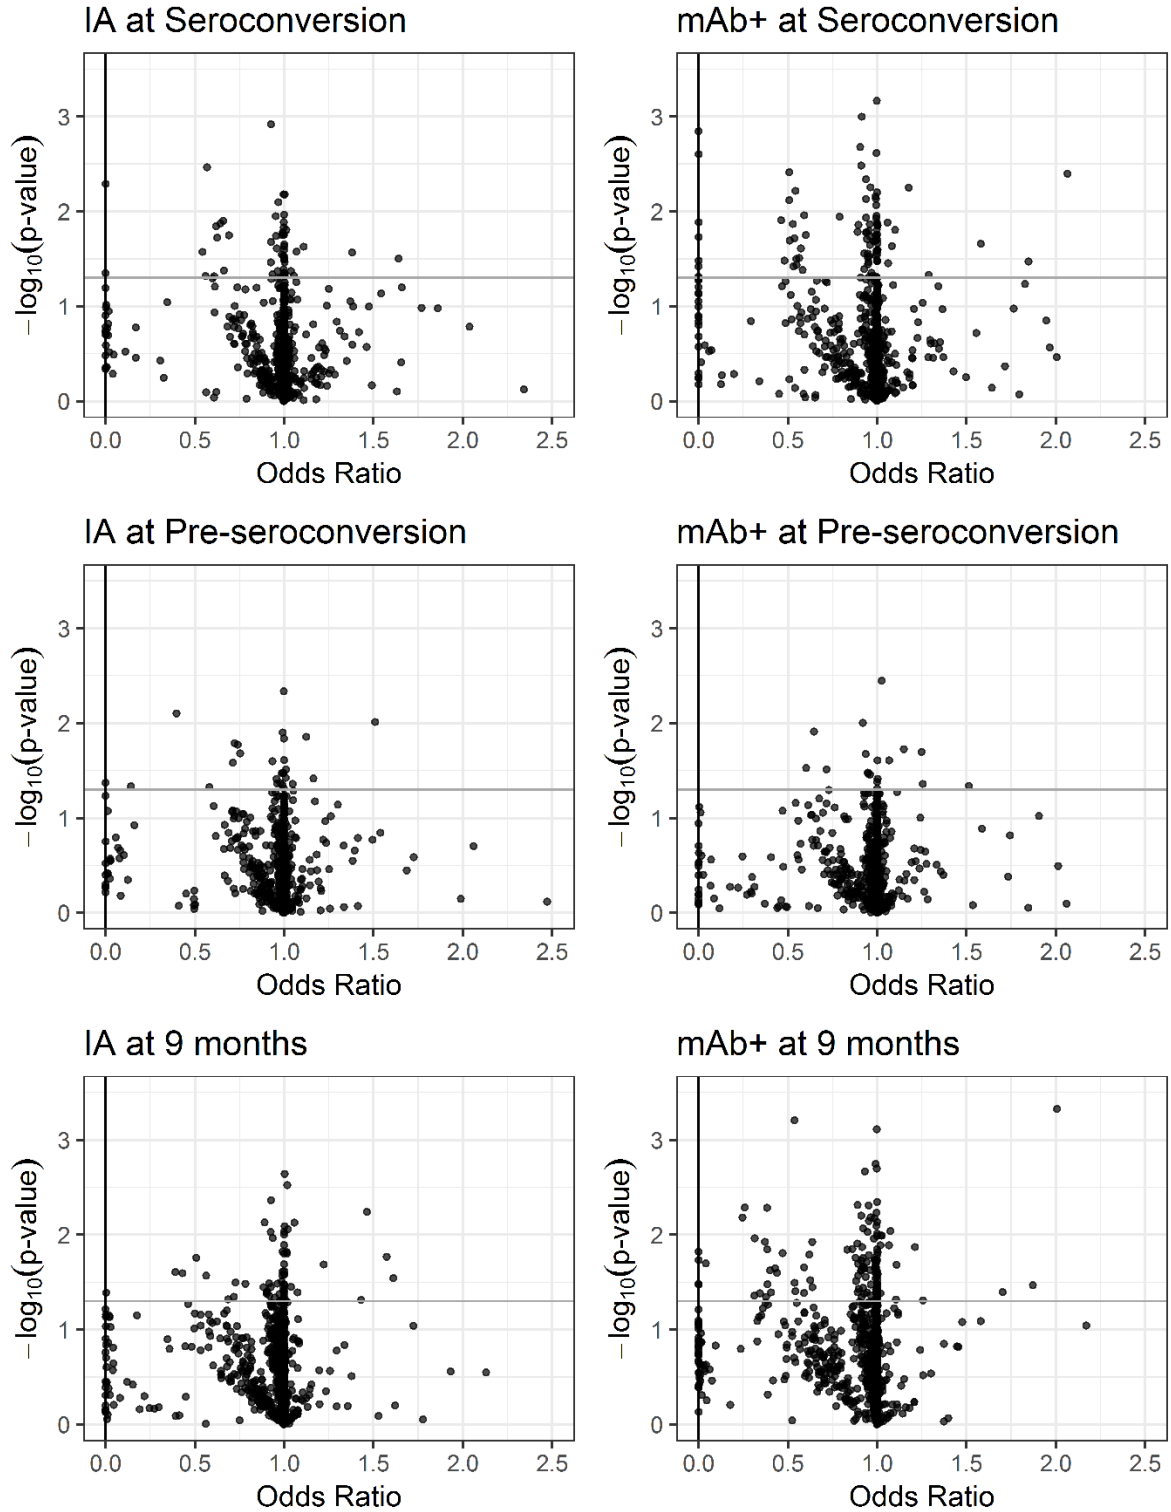 IA at Seroconversion
mAb+ at Seroconversion
−log₁₀(p-value)
3
2
1
0
0.0 0.5 1.0 1.5 2.0 2.5
Odds Ratio
−log₁₀(p-value)
3
2
1
0
0.0 0.5 1.0 1.5 2.0 2.5
Odds Ratio
IA at Pre-seroconversion
mAb+ at Pre-seroconversion
−log₁₀(p-value)
3
2
1
0
0.0 0.5 1.0 1.5 2.0 2.5
Odds Ratio
−log₁₀(p-value)
3
2
1
0
0.0 0.5 1.0 1.5 2.0 2.5
Odds Ratio
IA at 9 months
mAb+ at 9 months
−log₁₀(p-value)
3
2
1
0
0.0 0.5 1.0 1.5 2.0 2.5
Odds Ratio
−log₁₀(p-value)
3
2
1
0
0.0 0.5 1.0 1.5 2.0 2.5
Odds Ratio